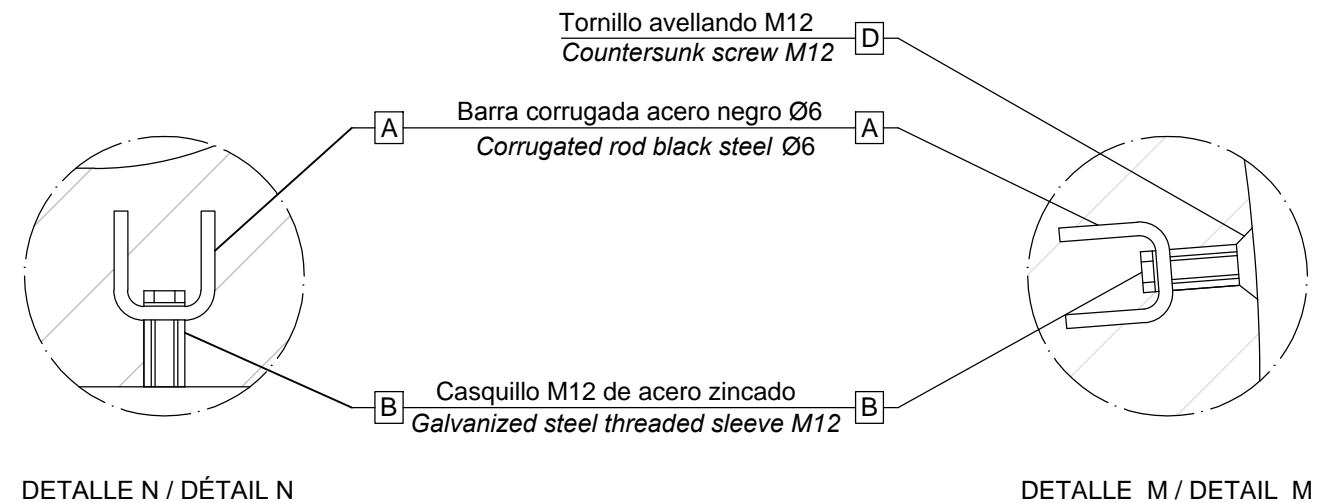 Tornillo avellando M12
D
Countersunk screw M12
Barra corrugada acero negro Ø6
A
A
Corrugated rod black steel Ø6
Casquillo M12 de acero zincado
B
B
Galvanized steel threaded sleeve M12
DETALLE N / DÉTAIL N
DETALLE M / DETAIL M